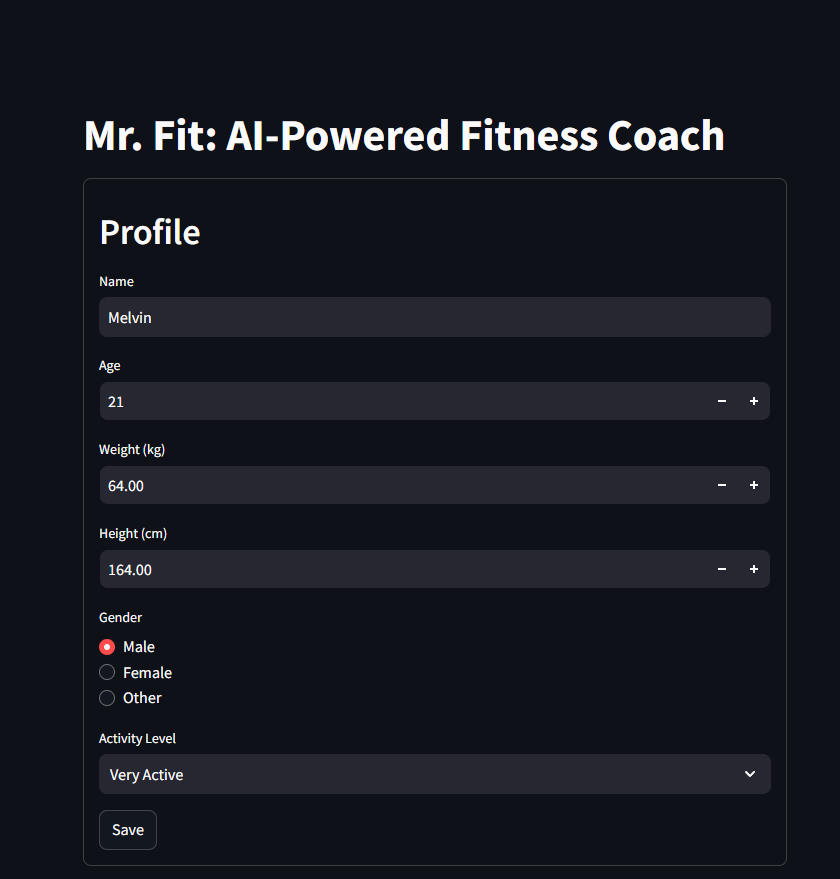 Mr. Fit: AI-Powered Fitness Coach
Profile
Name
Melvin
Age
21
Weight (kg)
64.00
Height (cm)
164.00
Gender
Male
Female
Other
Activity Level
Very Active
Save